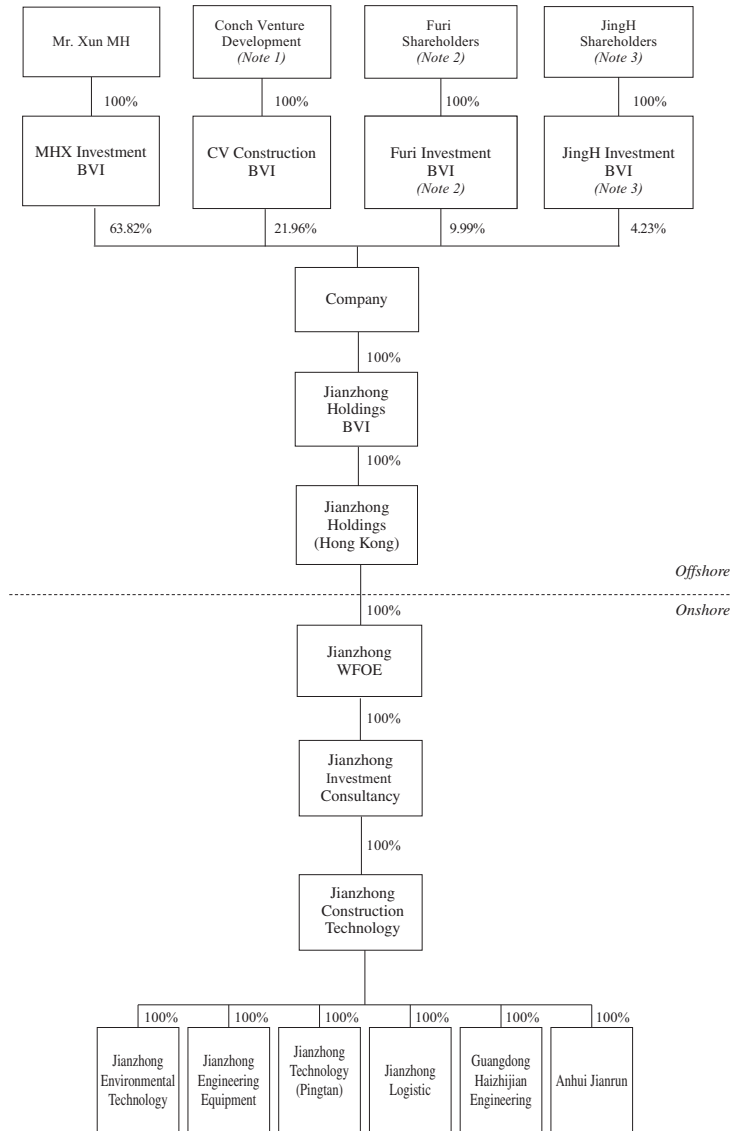 Mr. Xun MH
Conch Venture
Development
(Note 1)
Furi
Shareholders
(Note 2)
JingH
Shareholders
(Note 3)
100%
100%
100%
100%
MHX Investment
BVI
CV Construction
BVI
Furi Investment
BVI
(Note 2)
JingH Investment
BVI
(Note 3)
63.82%
21.96%
9.99%
4.23%
Company
100%
Jianzhong
Holdings
BVI
100%
Jianzhong
Holdings
(Hong Kong)
Offshore
100%
Onshore
Jianzhong
WFOE
100%
Jianzhong
Investment
Consultancy
100%
Jianzhong
Construction
Technology
100%
100%
100%
100%
100%
100%
Jianzhong
Environmental
Technology
Jianzhong
Engineering
Equipment
Jianzhong
Technology
(Pingtan)
Jianzhong
Logistic
Guangdong
Haizhijian
Engineering
Anhui Jianrun